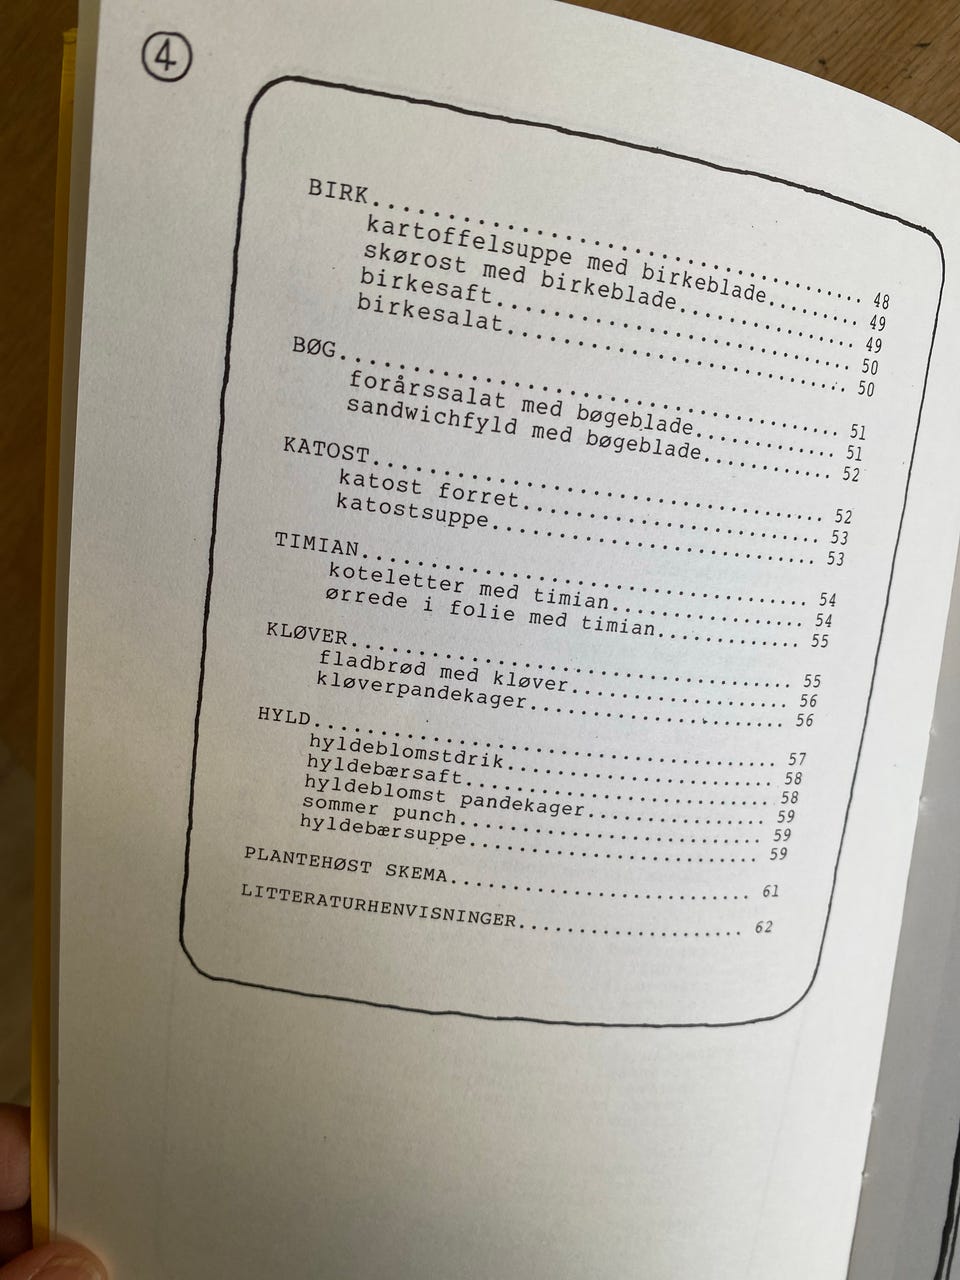 4
BIRK.......................................48
kartoffelsuppe med birkeblade.........49
skørost med birkeblade................49
birkesaft.............................50
birkesalat............................50
BØG........................................51
forårssalat med bøgeblade.............51
sandwichfyld med bøgeblade............52
KATOST.....................................52
katost forret.........................53
katostsuppe...........................53
TIMIAN.....................................54
koteletter med timian.................54
ørrede i folie med timian.............55
KLØVER.....................................55
fladbrød med kløver...................56
kløverpandekager......................56
HYLD.......................................57
hyldeblomstdrik.......................58
hyldebærsaft..........................58
hyldeblomst pandekager................59
sommer punch..........................59
hyldebærsuppe.........................59
PLANTEHØST SKEMA...........................61
LITTERATURHENVISNINGER.....................62